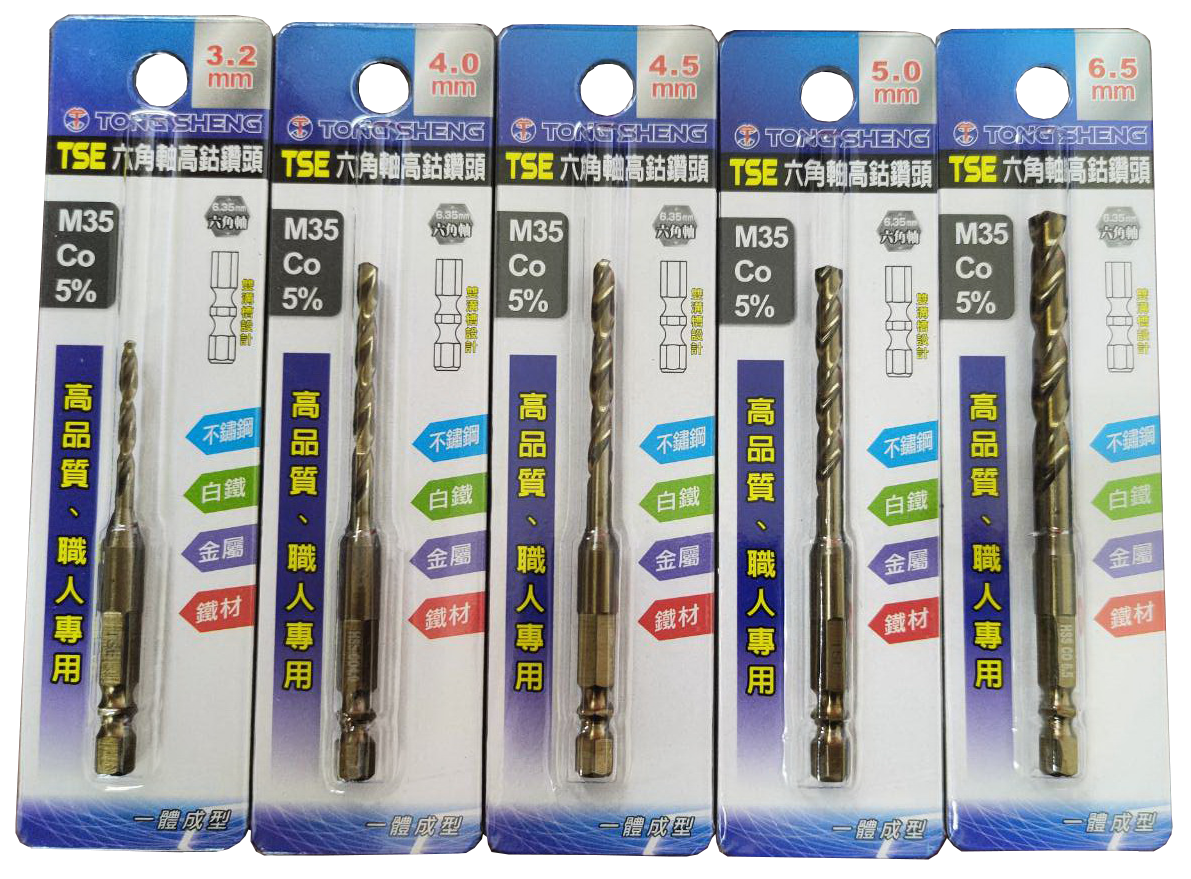 3.2
mm
TONG SHENG
TSE 六角軸高鈷鑽頭
M35
Co
5%
6.35mm
六角軸
雙溝槽設計
高品質、職人專用
不鏽鋼
白鐵
金屬
鐵材
一體成型
4.0
mm
TONG SHENG
TSE 六角軸高鈷鑽頭
M35
Co
5%
6.35mm
六角軸
雙溝槽設計
高品質、職人專用
不鏽鋼
白鐵
金屬
鐵材
HSS-CO4.0
一體成型
4.5
mm
TONG SHENG
TSE 六角軸高鈷鑽頭
M35
Co
5%
6.35mm
六角軸
雙溝槽設計
高品質、職人專用
不鏽鋼
白鐵
金屬
鐵材
一體成型
5.0
mm
TONG SHENG
TSE 六角軸高鈷鑽頭
M35
Co
5%
6.35mm
六角軸
雙溝槽設計
高品質、職人專用
不鏽鋼
白鐵
金屬
鐵材
一體成型
6.5
mm
TONG SHENG
TSE 六角軸高鈷鑽頭
M35
Co
5%
6.35mm
六角軸
雙溝槽設計
高品質、職人專用
不鏽鋼
白鐵
金屬
鐵材
HSS CO 6.5
一體成型